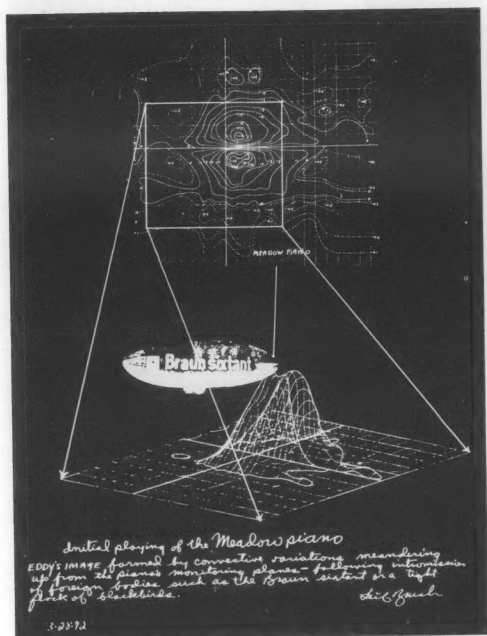 MEADOW PIANO
Braun sixtant
Initial playing of the Meadow piano
EDDY'S IMAGE formed by convective variations meandering
up from the piano's monitoring planes – following intromission
of foreign bodies such as the Braun sixtant or a tight
flock of blackbirds.
3-28-72